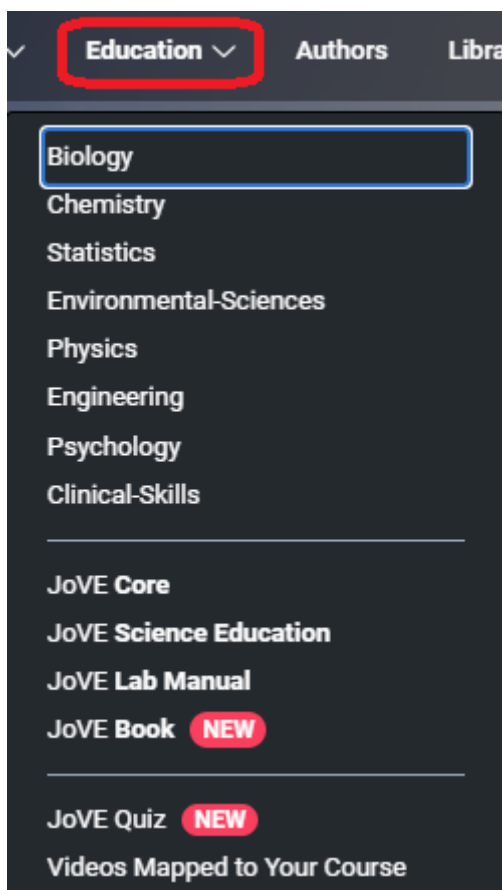 Education Authors Libra
Biology
Chemistry
Statistics
Environmental-Sciences
Physics
Engineering
Psychology
Clinical-Skills
JoVE Core
JoVE Science Education
JoVE Lab Manual
JoVE Book NEW
JoVE Quiz NEW
Videos Mapped to Your Course